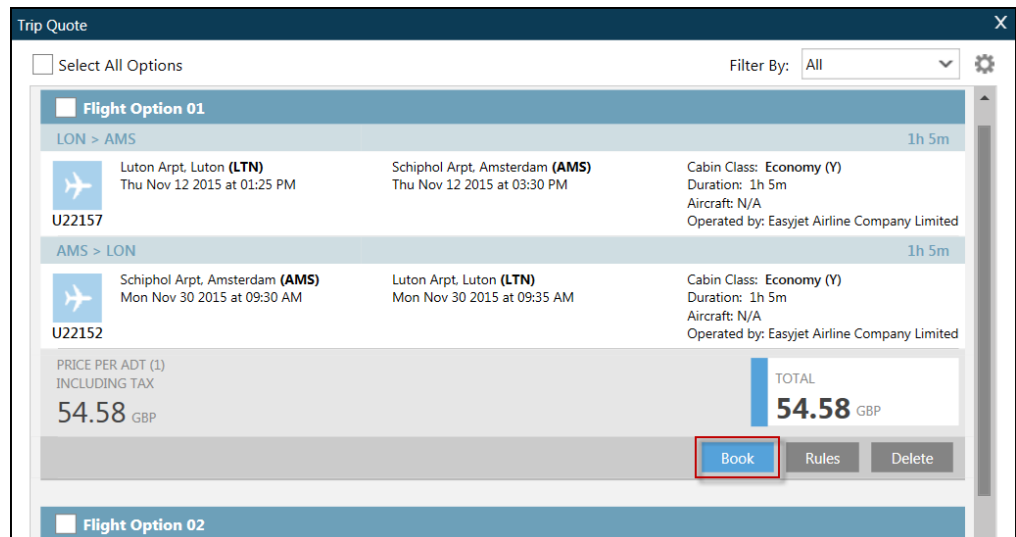 Trip Quote X
Select All Options Filter By: All
Flight Option 01
LON > AMS 1h 5m
Luton Arpt, Luton (LTN) Schiphol Arpt, Amsterdam (AMS) Cabin Class: Economy (Y)
Thu Nov 12 2015 at 01:25 PM Thu Nov 12 2015 at 03:30 PM Duration: 1h 5m
Aircraft: N/A
U22157 Operated by: Easyjet Airline Company Limited
AMS > LON 1h 5m
Schiphol Arpt, Amsterdam (AMS) Luton Arpt, Luton (LTN) Cabin Class: Economy (Y)
Mon Nov 30 2015 at 09:30 AM Mon Nov 30 2015 at 09:35 AM Duration: 1h 5m
Aircraft: N/A
U22152 Operated by: Easyjet Airline Company Limited
PRICE PER ADT (1)
INCLUDING TAX TOTAL
54.58 GBP 54.58 GBP
Book Rules Delete
Flight Option 02